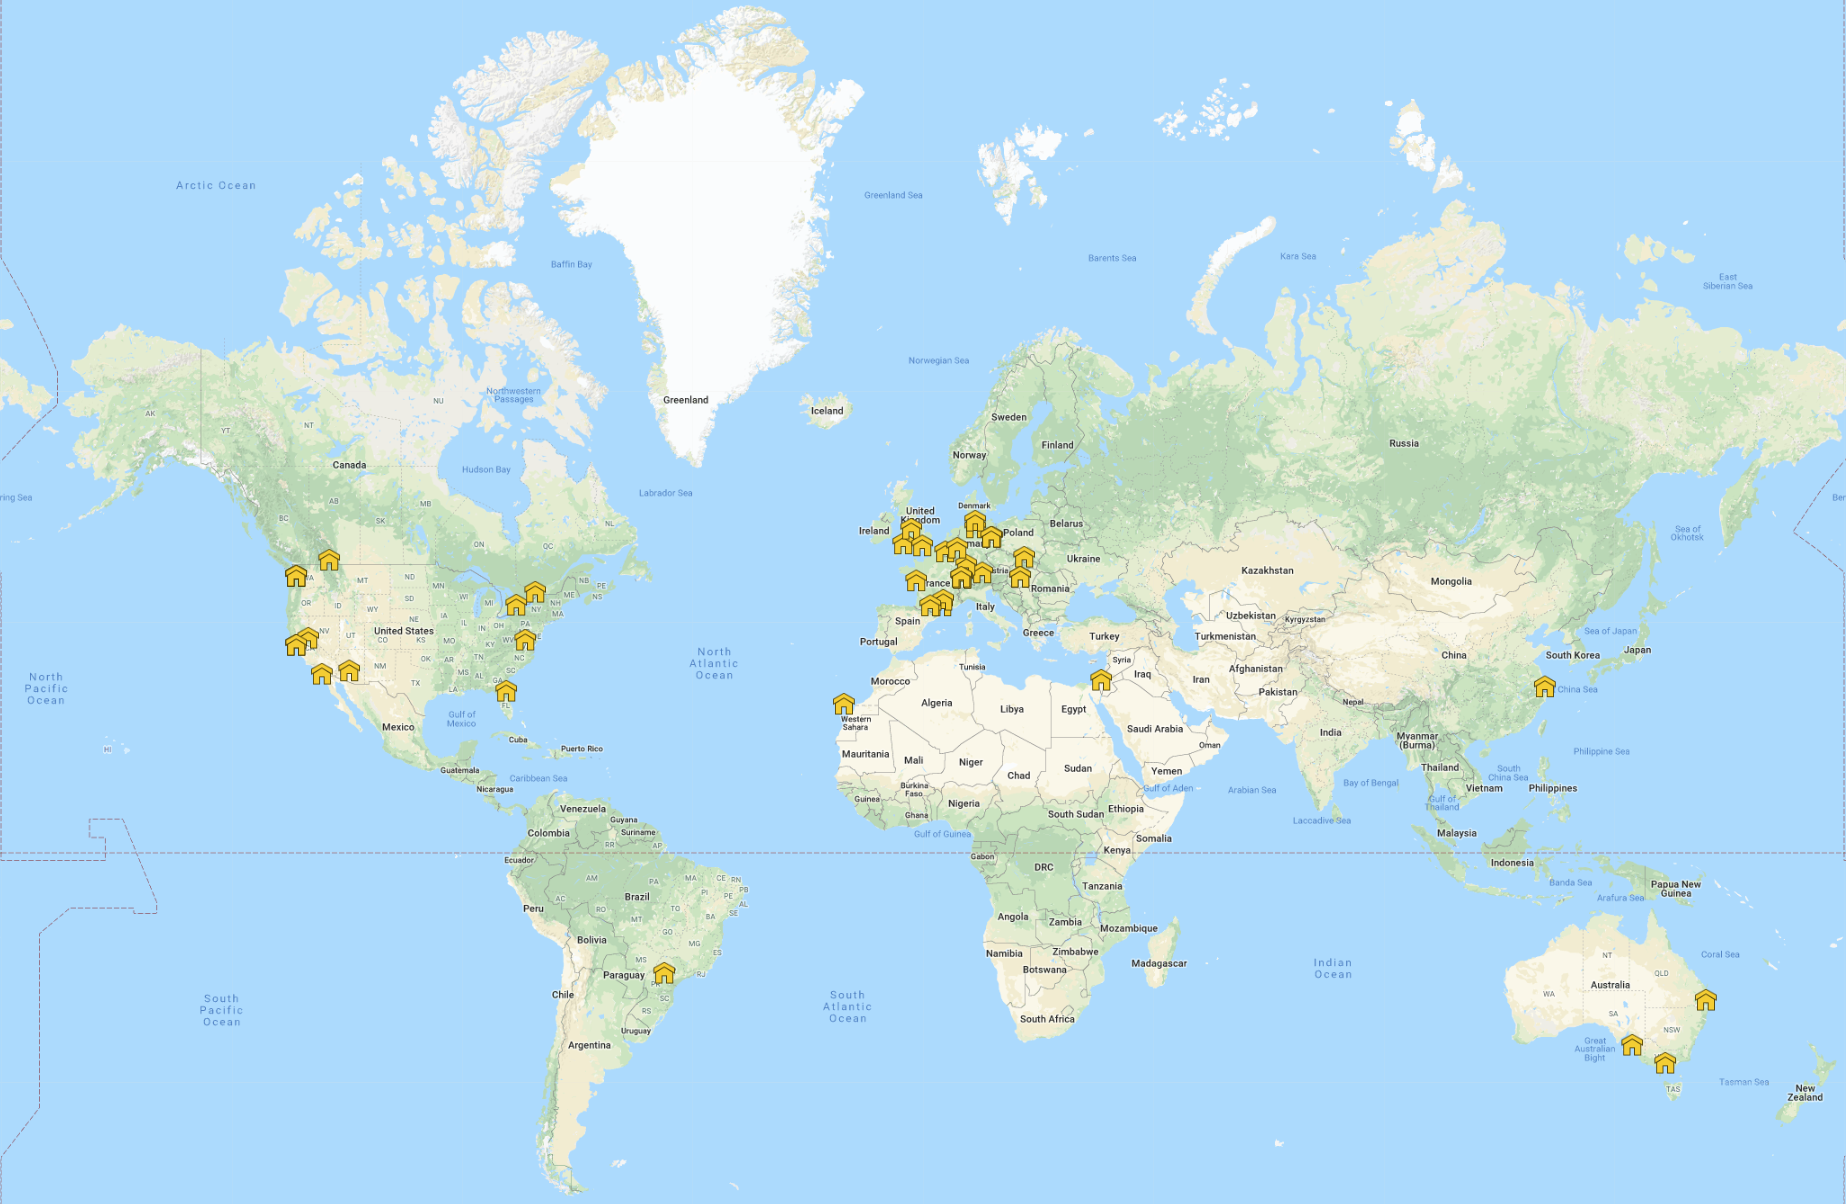 Arctic Ocean
Greenland Sea
Barents Sea
Kara Sea
East
Siberian Sea
Baffin Bay
Norwegian Sea
Northwestern
Passages
NU
Greenland
Iceland
AK
YT
NT
Sweden
Finland
Norway
Russia
Canada
Hudson Bay
Labrador Sea
ring Sea
Ber
AB
MB
BC
SK
ON
QC
NL
United
Kingdom
Denmark
Ireland
Poland
Belarus
Ukraine
Sea of
Okhotsk
Kazakhstan
Mongolia
MT
ND
MN
SD
WI
MI
NB
PE
NS
ME
NH
MA
NY
OR
ID
WY
Romania
Italy
Spain
Portugal
Greece
Turkey
Uzbekistan
Kyrgyzstan
Turkmenistan
Sea of Japan
Japan
South Korea
China
United States
NV
UT
CO
NE
KS
IA
IL
IN
OH
PA
MO
KY
WV
NC
OK
AR
TN
SC
NM
TX
MS
AL
GA
LA
FL
North
Pacific
Ocean
North
Atlantic
Ocean
Tunisia
Syria
Iraq
Iran
Afghanistan
Pakistan
Nepal
China Sea
Morocco
Algeria
Libya
Egypt
Western
Sahara
Saudi Arabia
Oman
India
Myanmar
(Burma)
Gulf of
Mexico
Mexico
Cuba
Puerto Rico
HI
Mauritania
Mali
Niger
Chad
Sudan
Yemen
Thailand
Vietnam
Philippine Sea
South
China Sea
Philippines
Guatemala
Caribbean Sea
Nicaragua
Burkina
Faso
Guinea
Ghana
Nigeria
Gulf of Aden
Arabian Sea
Bay of Bengal
Gulf of
Thailand
Venezuela
Guyana
Suriname
Colombia
Ethiopia
South Sudan
Somalia
Laccadive Sea
Malaysia
Gulf of Guinea
Ecuador
RR
AP
Gabon
DRC
Kenya
Indonesia
AM
PA
MA
CE
RN
PB
PE
AL
SE
PI
Brazil
AC
RO
TO
BA
MT
GO
MG
ES
MS
RJ
Tanzania
Banda Sea
Arafura Sea
Papua New
Guinea
Peru
Bolivia
Paraguay
Chile
SC
RS
Uruguay
Argentina
Angola
Zambia
Mozambique
Namibia
Zimbabwe
Botswana
Madagascar
South Africa
Indian
Ocean
Coral Sea
NT
QLD
Australia
WA
SA
NSW
Great
Australian
Bight
TAS
Tasman Sea
New
Zealand
South
Pacific
Ocean
South
Atlantic
Ocean